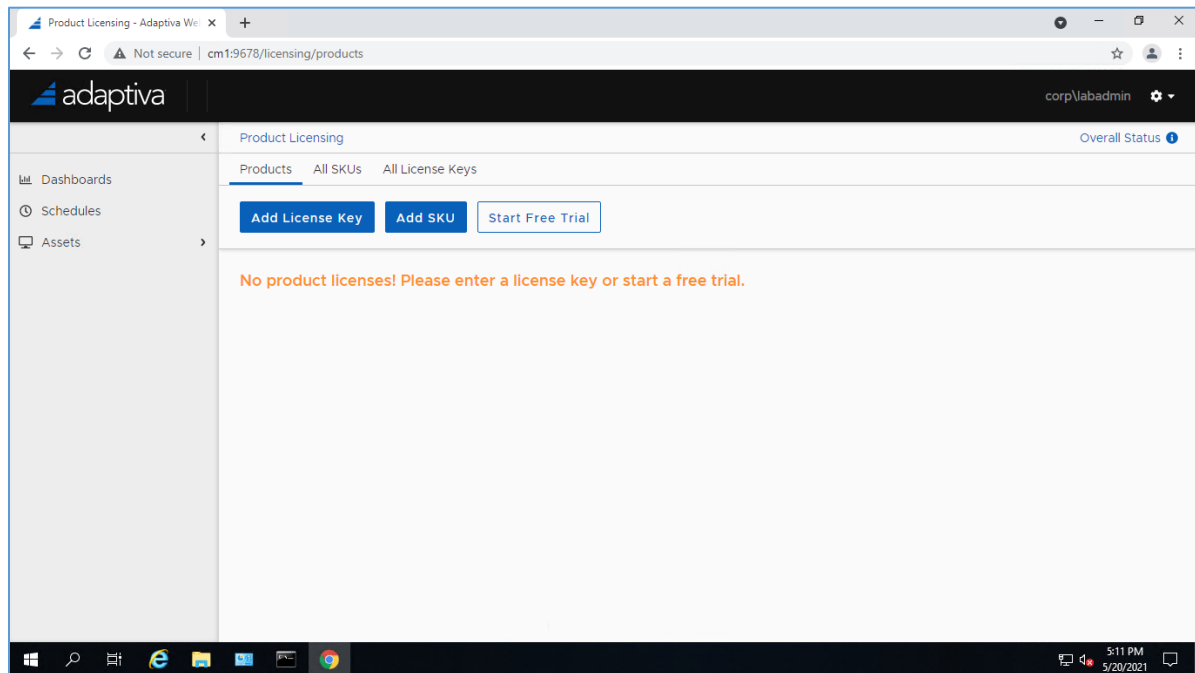 Product Licensing - Adaptiva We
Not secure | cm1:9678/licensing/products
adaptiva
corp\labadmin
Product Licensing
Overall Status
Products All SKUs All License Keys
Dashboards
Schedules
Assets
Add License Key Add SKU Start Free Trial
No product licenses! Please enter a license key or start a free trial.
5:11 PM
5/20/2021